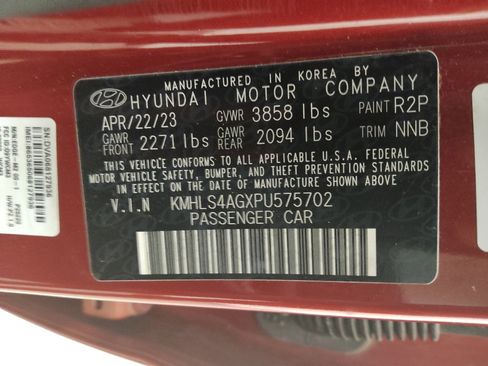 MANUFACTURED IN KOREA BY
HYUNDAI MOTOR COMPANY
APR/22/23 GVWR 3858 lbs PAINT R2P
GAWR FRONT 2271 lbs GAWR REAR 2094 lbs TRIM NNB
THIS VEHICLE CONFORMS TO ALL APPLICABLE U.S.A. FEDERAL
MOTOR VEHICLE SAFETY, BUMPER, AND THEFT PREVENTION
STANDARDS IN EFFECT ON THE DATE OF MANUFACTURE
SHOWN ABOVE.
V.I.N KMHLS4AGXPU575702
PASSENGER CAR
SN:DVA068127936